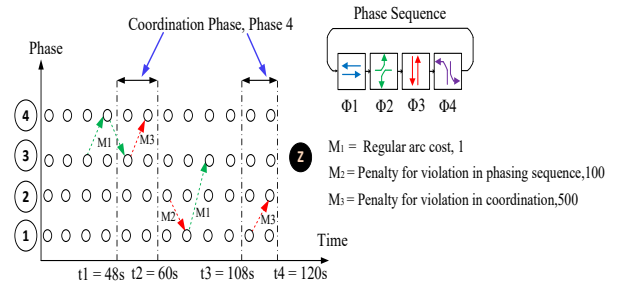 Coordination Phase, Phase 4
Phase Sequence
Phase
Φ1 Φ2 Φ3 Φ4
4
M1
M3
3
Z
M1 = Regular arc cost, 1
M2= Penalty for violation in phasing sequence,100
M3= Penalty for violation in coordination,500
2
M2
M1
M3
1
Time
t1 = 48s t2 = 60s t3 = 108s t4 = 120s